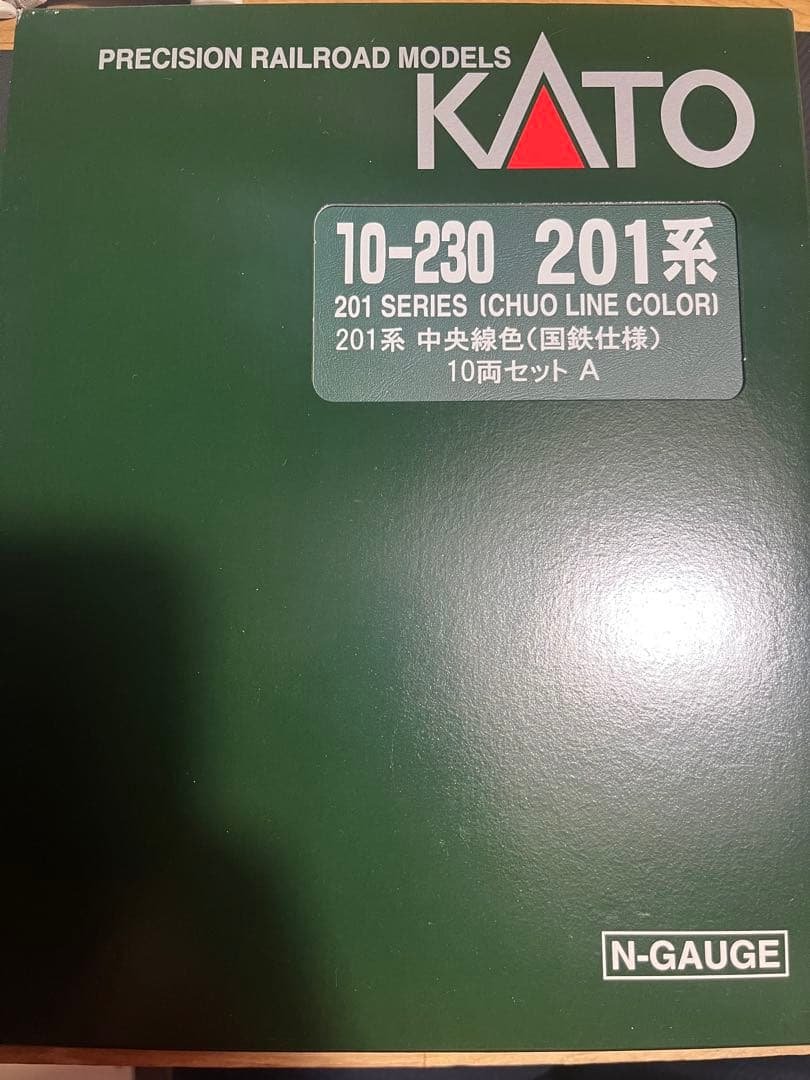 PRECISION RAILROAD MODELS
KATO
10-230 201系
201 SERIES (CHUO LINE COLOR)
201系 中央線色(国鉄仕様)
10両セット A
N-GAUGE